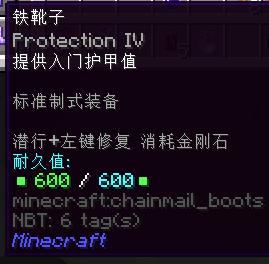 铁靴子
Protection IV
提供入门护甲值
标准制式装备
潜行+左键修复 消耗金刚石
耐久值:
▪ 600 / 600 ▪
minecraft:chainmail_boots
NBT: 6 tag(s)
Minecraft
5